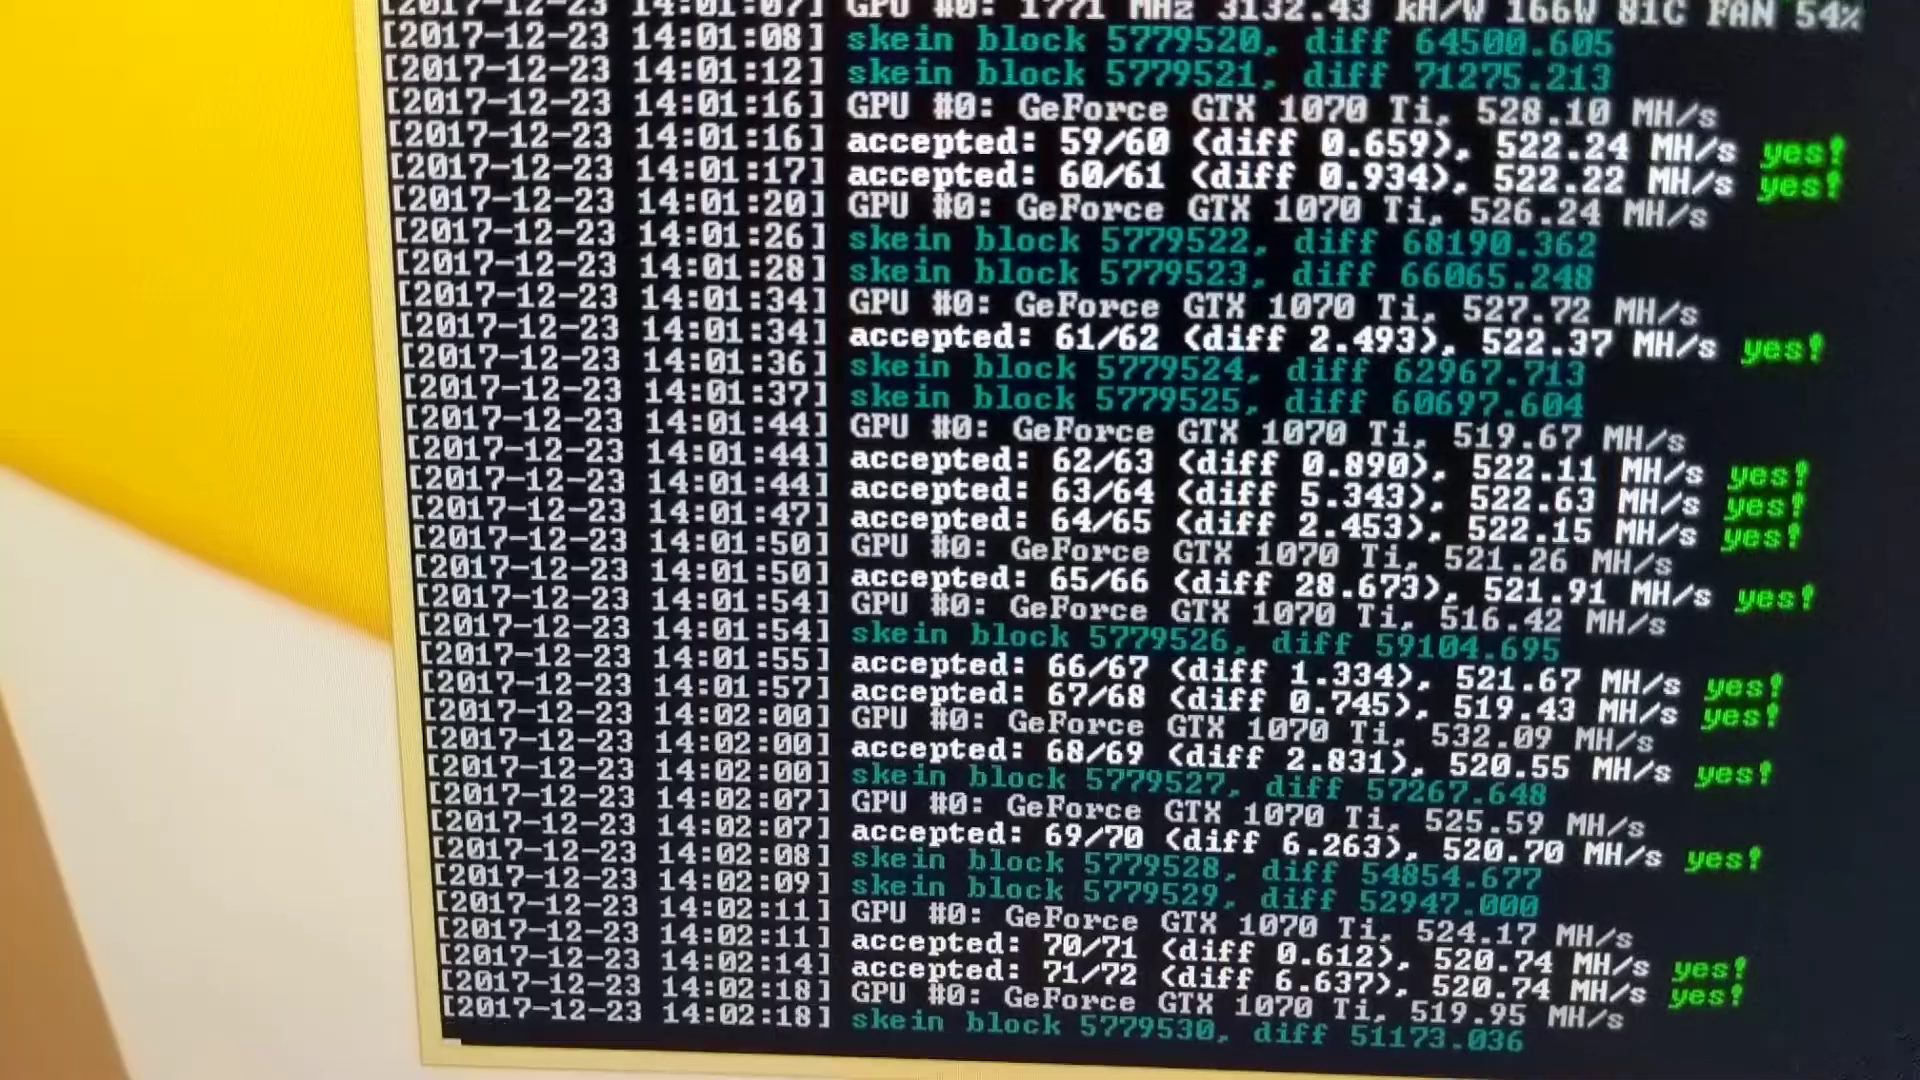 [2017-12-23 14:01:07] GPU #0: 1771 MHz 3132.43 kH/W 166W 81C FAN 54%
[2017-12-23 14:01:08] skein block 5779520, diff 64500.605
[2017-12-23 14:01:12] skein block 5779521, diff 71275.213
[2017-12-23 14:01:16] GPU #0: GeForce GTX 1070 Ti, 528.10 MH/s
[2017-12-23 14:01:16] accepted: 59/60 (diff 0.659), 522.24 MH/s yes!
[2017-12-23 14:01:17] accepted: 60/61 (diff 0.934), 522.22 MH/s yes!
[2017-12-23 14:01:20] GPU #0: GeForce GTX 1070 Ti, 526.24 MH/s
[2017-12-23 14:01:26] skein block 5779522, diff 68190.362
[2017-12-23 14:01:28] skein block 5779523, diff 66065.248
[2017-12-23 14:01:34] GPU #0: GeForce GTX 1070 Ti, 527.72 MH/s
[2017-12-23 14:01:34] accepted: 61/62 (diff 2.493), 522.37 MH/s yes!
[2017-12-23 14:01:36] skein block 5779524, diff 62967.713
[2017-12-23 14:01:37] skein block 5779525, diff 60697.604
[2017-12-23 14:01:44] GPU #0: GeForce GTX 1070 Ti, 519.67 MH/s
[2017-12-23 14:01:44] accepted: 62/63 (diff 0.890), 522.11 MH/s yes!
[2017-12-23 14:01:44] accepted: 63/64 (diff 5.343), 522.63 MH/s yes!
[2017-12-23 14:01:47] accepted: 64/65 (diff 2.453), 522.15 MH/s yes!
[2017-12-23 14:01:50] GPU #0: GeForce GTX 1070 Ti, 521.26 MH/s
[2017-12-23 14:01:50] accepted: 65/66 (diff 28.673), 521.91 MH/s yes!
[2017-12-23 14:01:54] GPU #0: GeForce GTX 1070 Ti, 516.42 MH/s
[2017-12-23 14:01:54] skein block 5779526, diff 59104.695
[2017-12-23 14:01:55] accepted: 66/67 (diff 1.334), 521.67 MH/s yes!
[2017-12-23 14:01:57] accepted: 67/68 (diff 0.745), 519.43 MH/s yes!
[2017-12-23 14:02:00] GPU #0: GeForce GTX 1070 Ti, 532.09 MH/s
[2017-12-23 14:02:00] accepted: 68/69 (diff 2.831), 520.55 MH/s yes!
[2017-12-23 14:02:00] skein block 5779527, diff 57267.648
[2017-12-23 14:02:07] GPU #0: GeForce GTX 1070 Ti, 525.59 MH/s
[2017-12-23 14:02:07] accepted: 69/70 (diff 6.263), 520.70 MH/s yes!
[2017-12-23 14:02:08] skein block 5779528, diff 54854.677
[2017-12-23 14:02:09] skein block 5779529, diff 52947.000
[2017-12-23 14:02:11] GPU #0: GeForce GTX 1070 Ti, 524.17 MH/s
[2017-12-23 14:02:11] accepted: 70/71 (diff 0.612), 520.74 MH/s yes!
[2017-12-23 14:02:14] accepted: 71/72 (diff 6.637), 520.74 MH/s yes!
[2017-12-23 14:02:18] GPU #0: GeForce GTX 1070 Ti, 519.95 MH/s
[2017-12-23 14:02:18] skein block 5779530, diff 51173.036